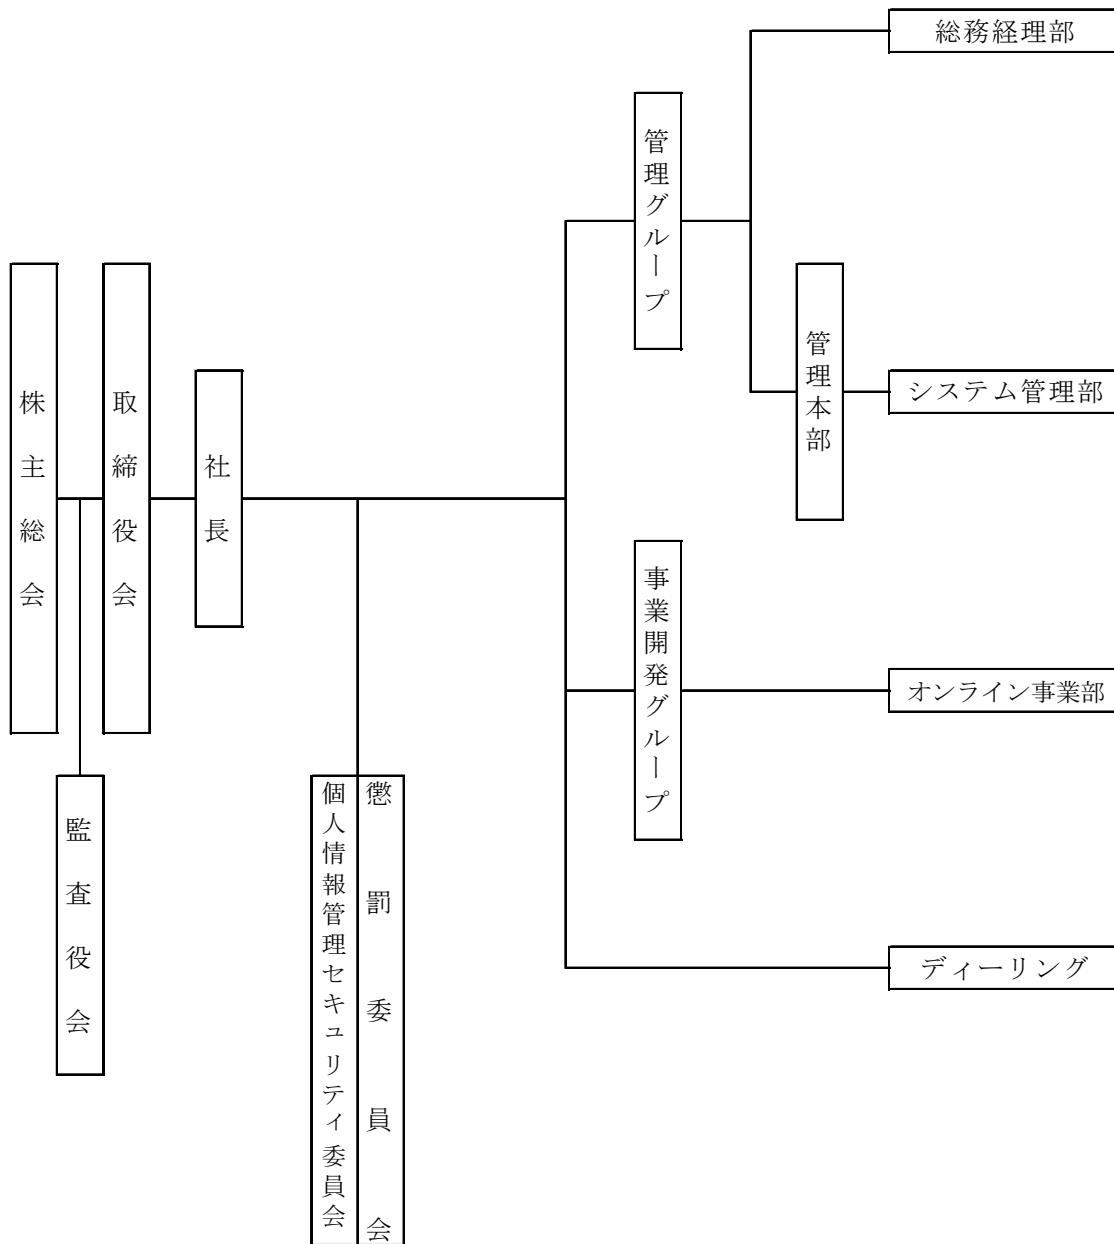 株主総会
取締役会
監査役会
社長
個人情報管理セキュリティ委員会
懲罰委員会
管理グループ
総務経理部
管理本部
システム管理部
事業開発グループ
オンライン事業部
ディーリング